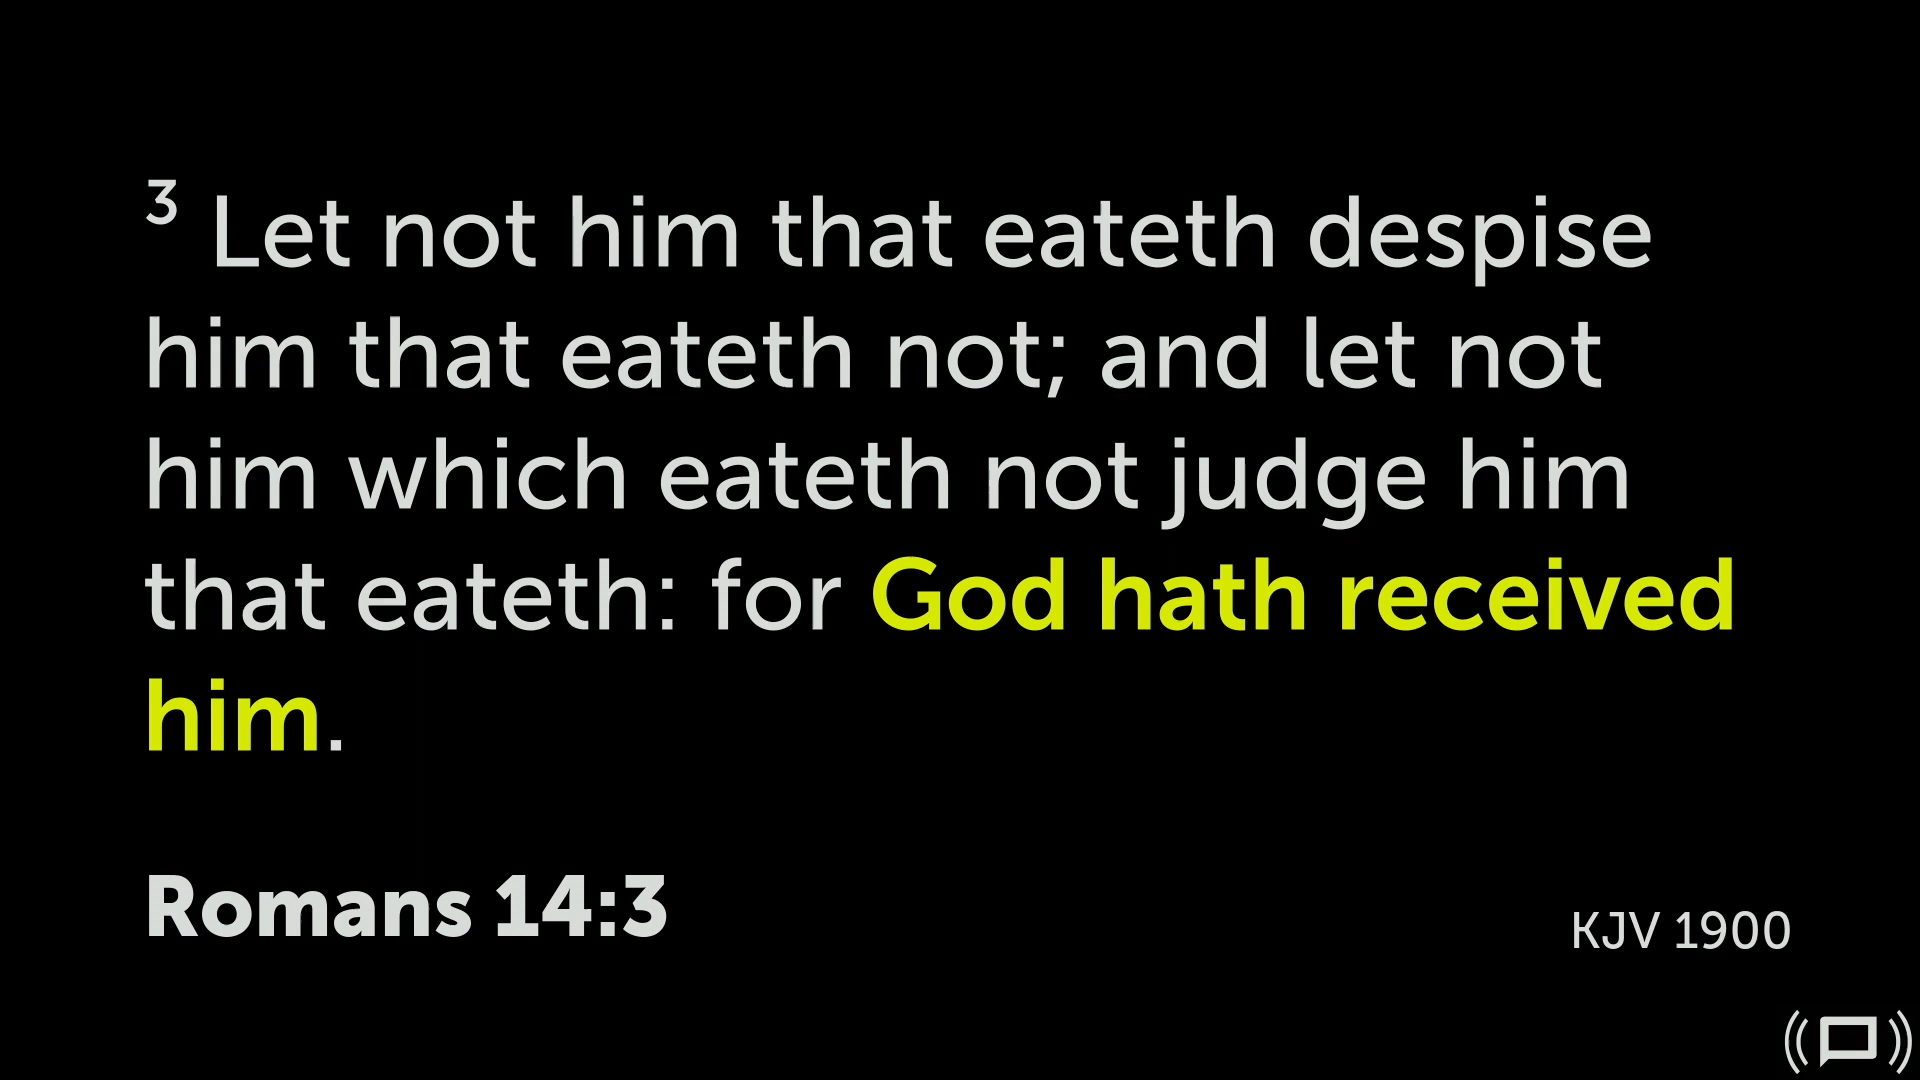 3 Let not him that eateth despise
him that eateth not; and let not
him which eateth not judge him
that eateth: for God hath received
him.
Romans 14:3
KJV 1900